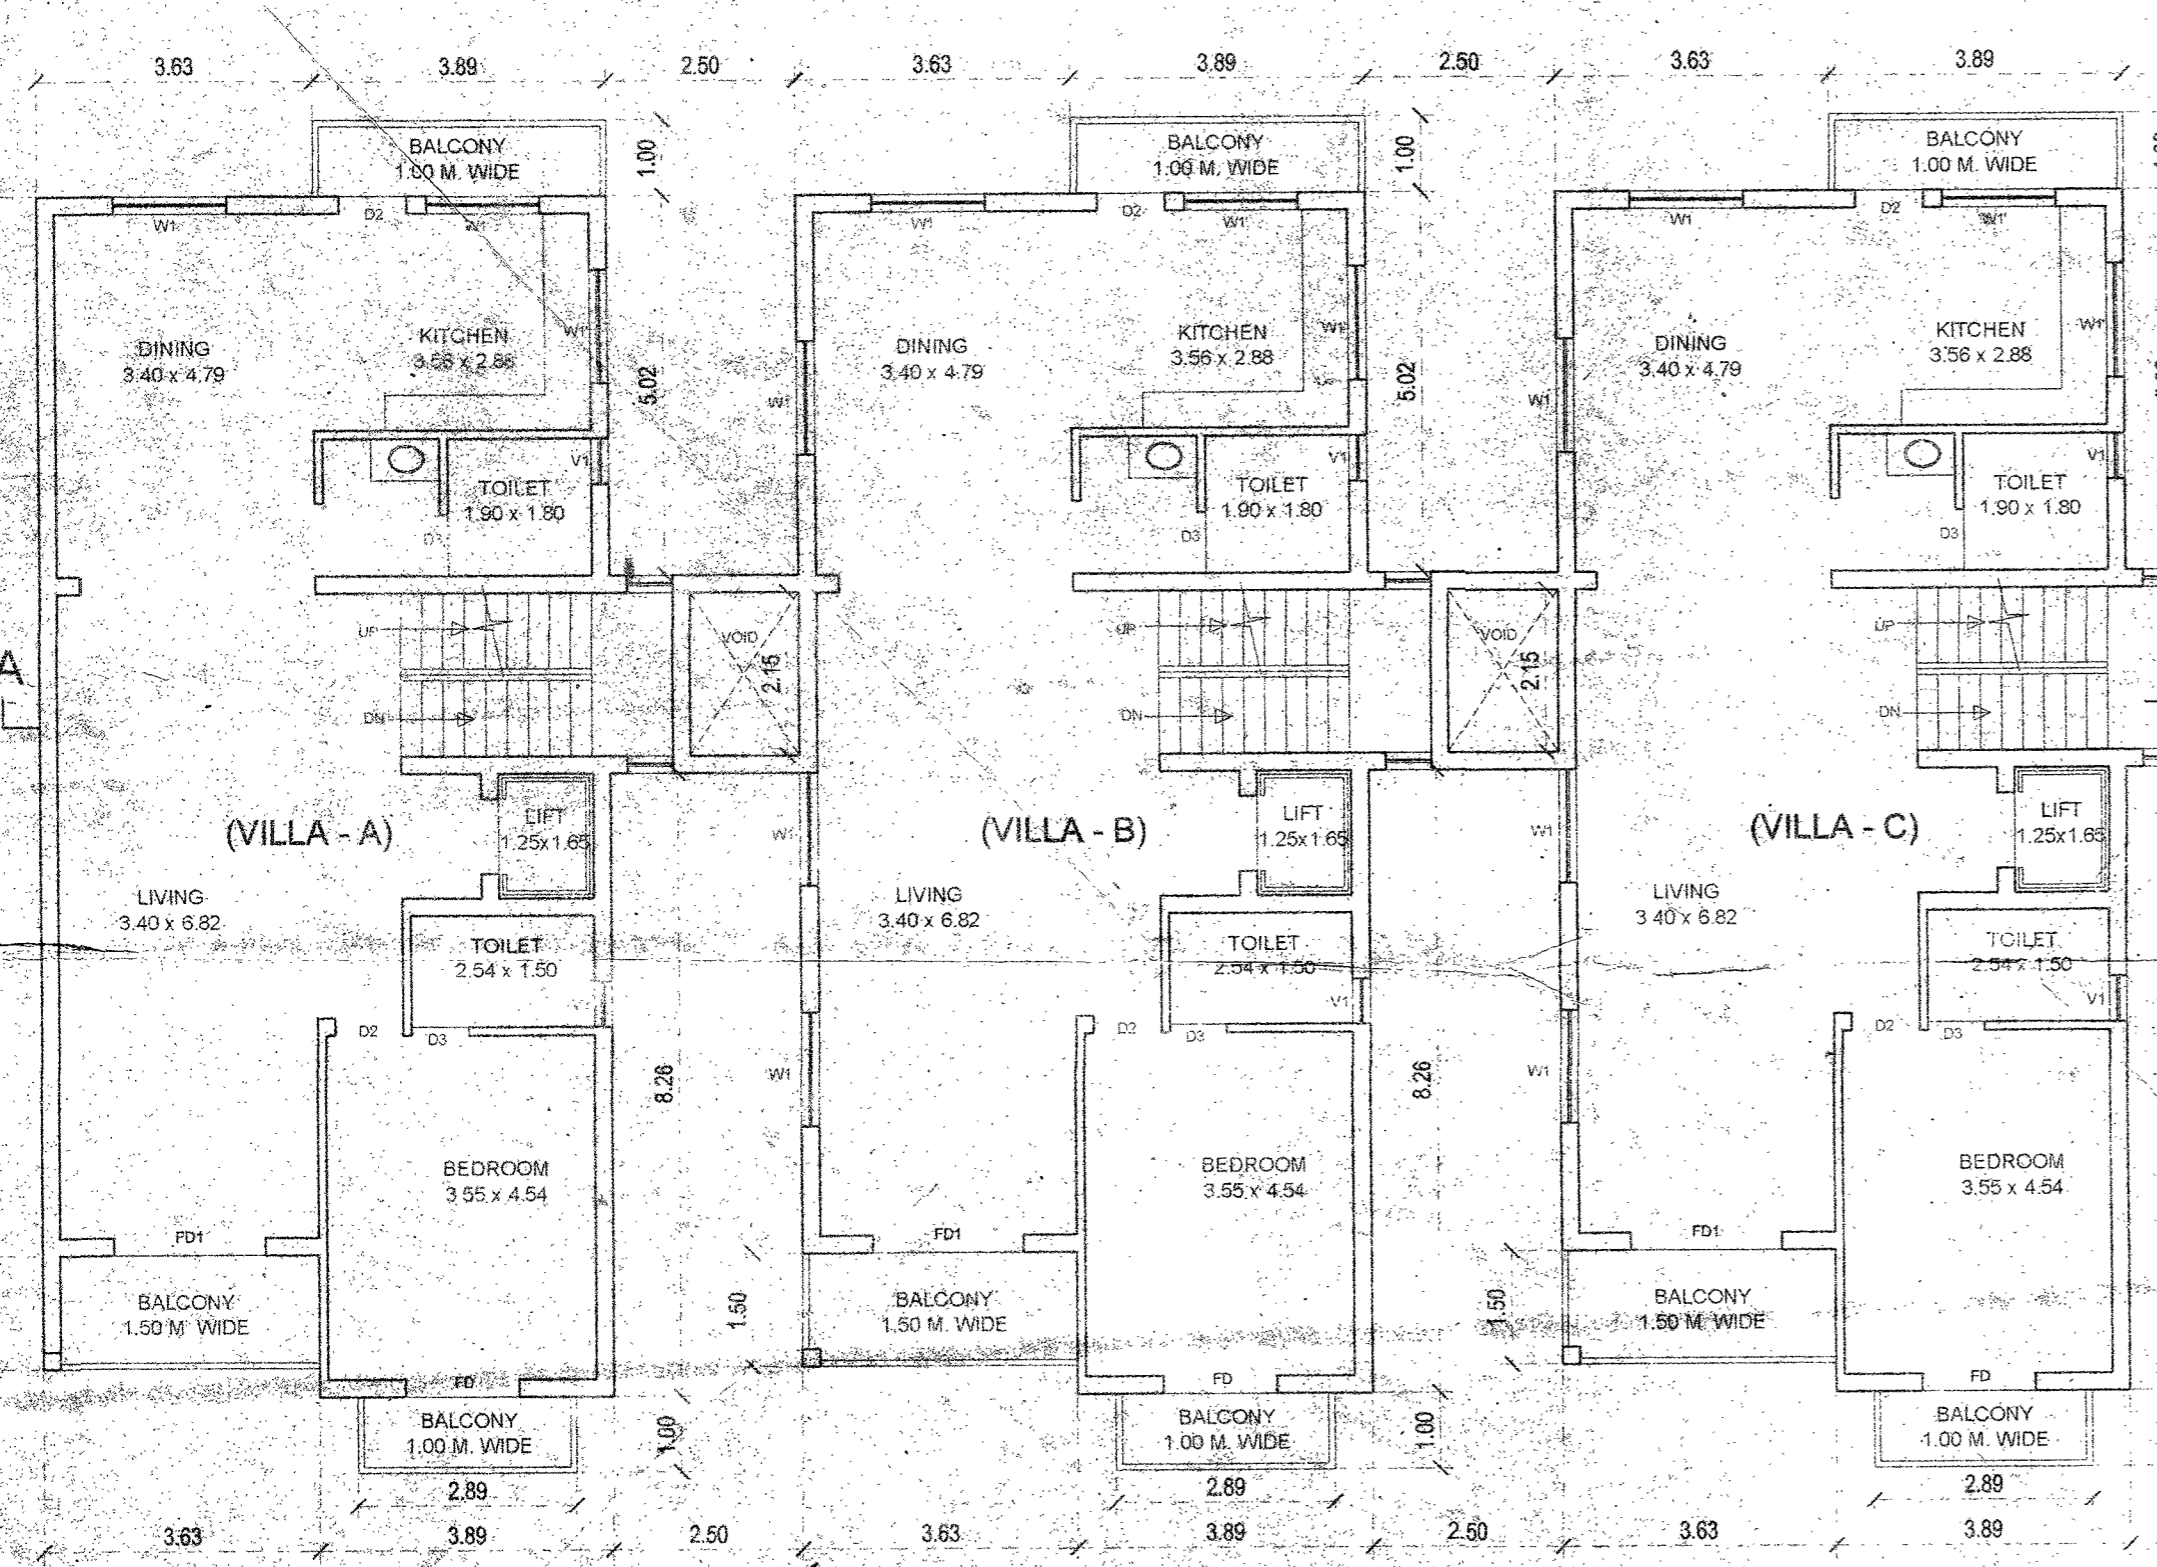 3.63
3.89
2.50
3.63
3.89
2.50
3.63
3.89
BALCONY
1.00 M. WIDE
1.00
BALCONY
1.00 M. WIDE
1.00
BALCONY
1.00 M. WIDE
W1
D2
W1
W1
D2
W1
W1
D2
W1
DINING
3.40 x 4.79
KITCHEN
3.56 x 2.88
W1
5.02
W1
DINING
3.40 x 4.79
KITCHEN
3.56 x 2.88
W1
5.02
W1
DINING
3.40 x 4.79
KITCHEN
3.56 x 2.88
W1
V1
TOILET
1.90 x 1.80
D3
V1
TOILET
1.90 x 1.80
D3
V1
TOILET
1.90 x 1.80
D3
UP
DN
VOID
2.15
UP
DN
VOID
2.15
UP
DN
A
(VILLA - A)
LIFT
1.25x1.65
W1
(VILLA - B)
LIFT
1.25x1.65
W1
(VILLA - C)
LIFT
1.25x1.65
LIVING
3.40 x 6.82
TOILET
2.54 x 1.50
LIVING
3.40 x 6.82
TOILET
2.54 x 1.50
V1
LIVING
3.40 x 6.82
TOILET
2.54 x 1.50
V1
D2
D3
8.26
W1
D2
D3
8.26
W1
D2
D3
BEDROOM
3.55 x 4.54
BEDROOM
3.55 x 4.54
BEDROOM
3.55 x 4.54
FD1
FD1
FD1
BALCONY
1.50 M. WIDE
1.50
BALCONY
1.50 M. WIDE
1.50
BALCONY
1.50 M. WIDE
FD
FD
FD
BALCONY
1.00 M. WIDE
1.00
BALCONY
1.00 M. WIDE
1.00
BALCONY
1.00 M. WIDE
2.89
2.89
2.89
3.63
3.89
2.50
3.63
3.89
2.50
3.63
3.89